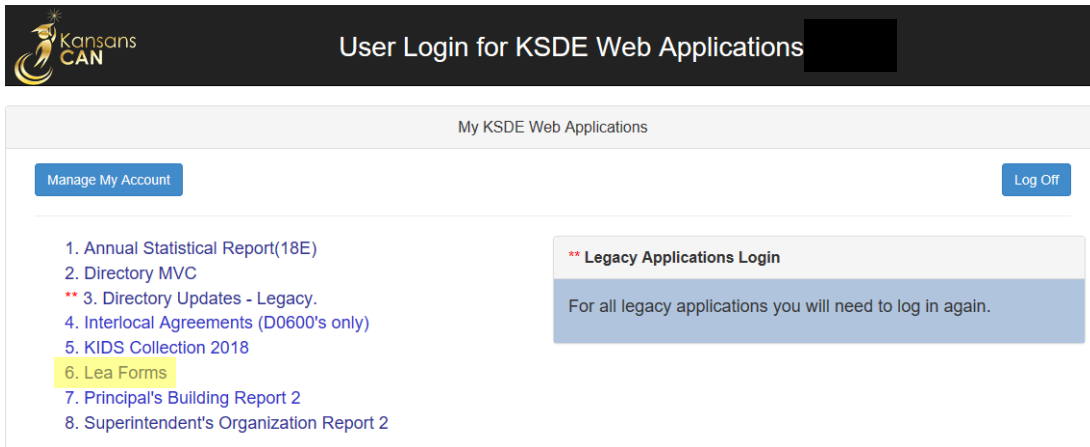 Kansans
CAN
User Login for KSDE Web Applications
My KSDE Web Applications
Manage My Account
Log Off
1. Annual Statistical Report(18E)
2. Directory MVC
** 3. Directory Updates - Legacy.
4. Interlocal Agreements (D0600's only)
5. KIDS Collection 2018
6. Lea Forms
7. Principal's Building Report 2
8. Superintendent's Organization Report 2
** Legacy Applications Login
For all legacy applications you will need to log in again.